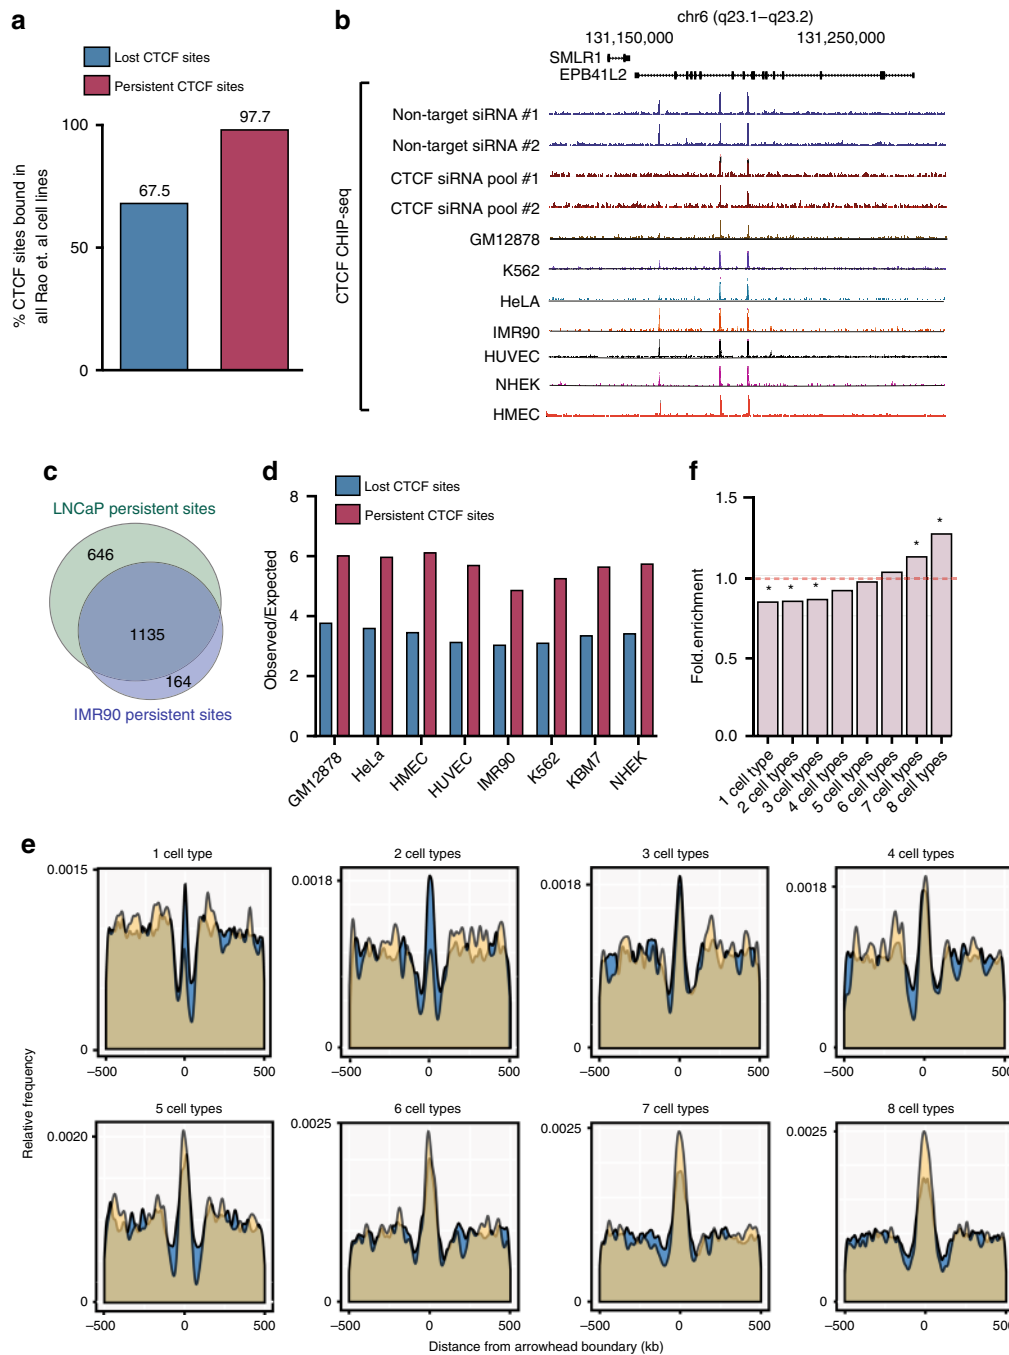 a
Lost CTCF sites
Persistent CTCF sites
% CTCF sites bound in
all Rao et. al cell lines
100
50
0
67.5
97.7
b
chr6 (q23.1–q23.2)
131,150,000
131,250,000
SMLR1
EPB41L2
CTCF CHIP-seq
Non-target siRNA #1
Non-target siRNA #2
CTCF siRNA pool #1
CTCF siRNA pool #2
GM12878
K562
HeLA
IMR90
HUVEC
NHEK
HMEC
c
LNCaP persistent sites
646
1135
164
IMR90 persistent sites
d
Lost CTCF sites
Persistent CTCF sites
Observed/Expected
8
6
4
2
0
GM12878
HeLa
HMEC
HUVEC
IMR90
K562
KBM7
NHEK
f
Fold.enrichment
1.5
1.0
0.5
0.0
* * * * *
1 cell type
2 cell types
3 cell types
4 cell types
5 cell types
6 cell types
7 cell types
8 cell types
e
Relative frequency
1 cell type
0.0015
0
–500 0 500
2 cell types
0.0018
0
–500 0 500
3 cell types
0.0018
0
–500 0 500
4 cell types
0.0018
0
–500 0 500
5 cell types
0.0020
0
–500 0 500
6 cell types
0.0025
0
–500 0 500
7 cell types
0.0025
0
–500 0 500
8 cell types
0.0025
0
–500 0 500
Distance from arrowhead boundary (kb)